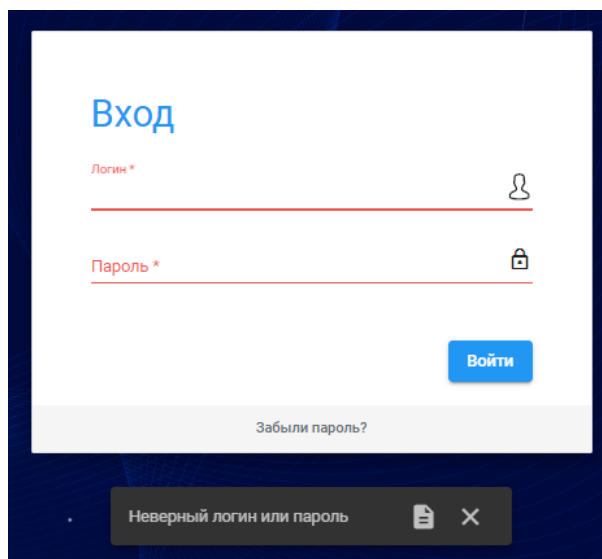 Вход
Логин *
Пароль *
Войти
Забыли пароль?
Неверный логин или пароль